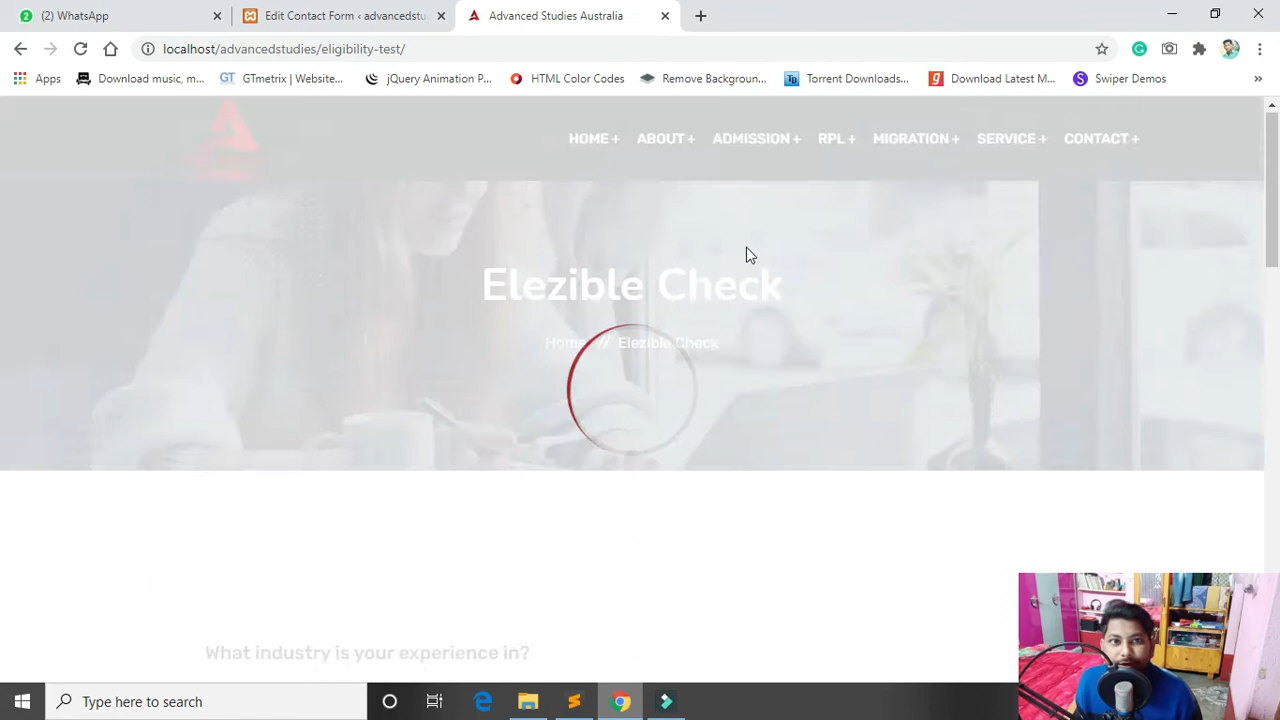 (2) WhatsApp
Edit Contact Form ‹ advancedstu
Advanced Studies Australia
localhost/advancedstudies/eligibility-test/
Apps
Download music, m...
GTmetrix | Website...
jQuery Animation P...
HTML Color Codes
Remove Backgroun...
Torrent Downloads...
Download Latest M...
Swiper Demos
»
HOME +
ABOUT +
ADMISSION +
RPL +
MIGRATION +
SERVICE +
CONTACT +
Elezible Check
Home // Elezible Check
What industry is your experience in?
Type here to search